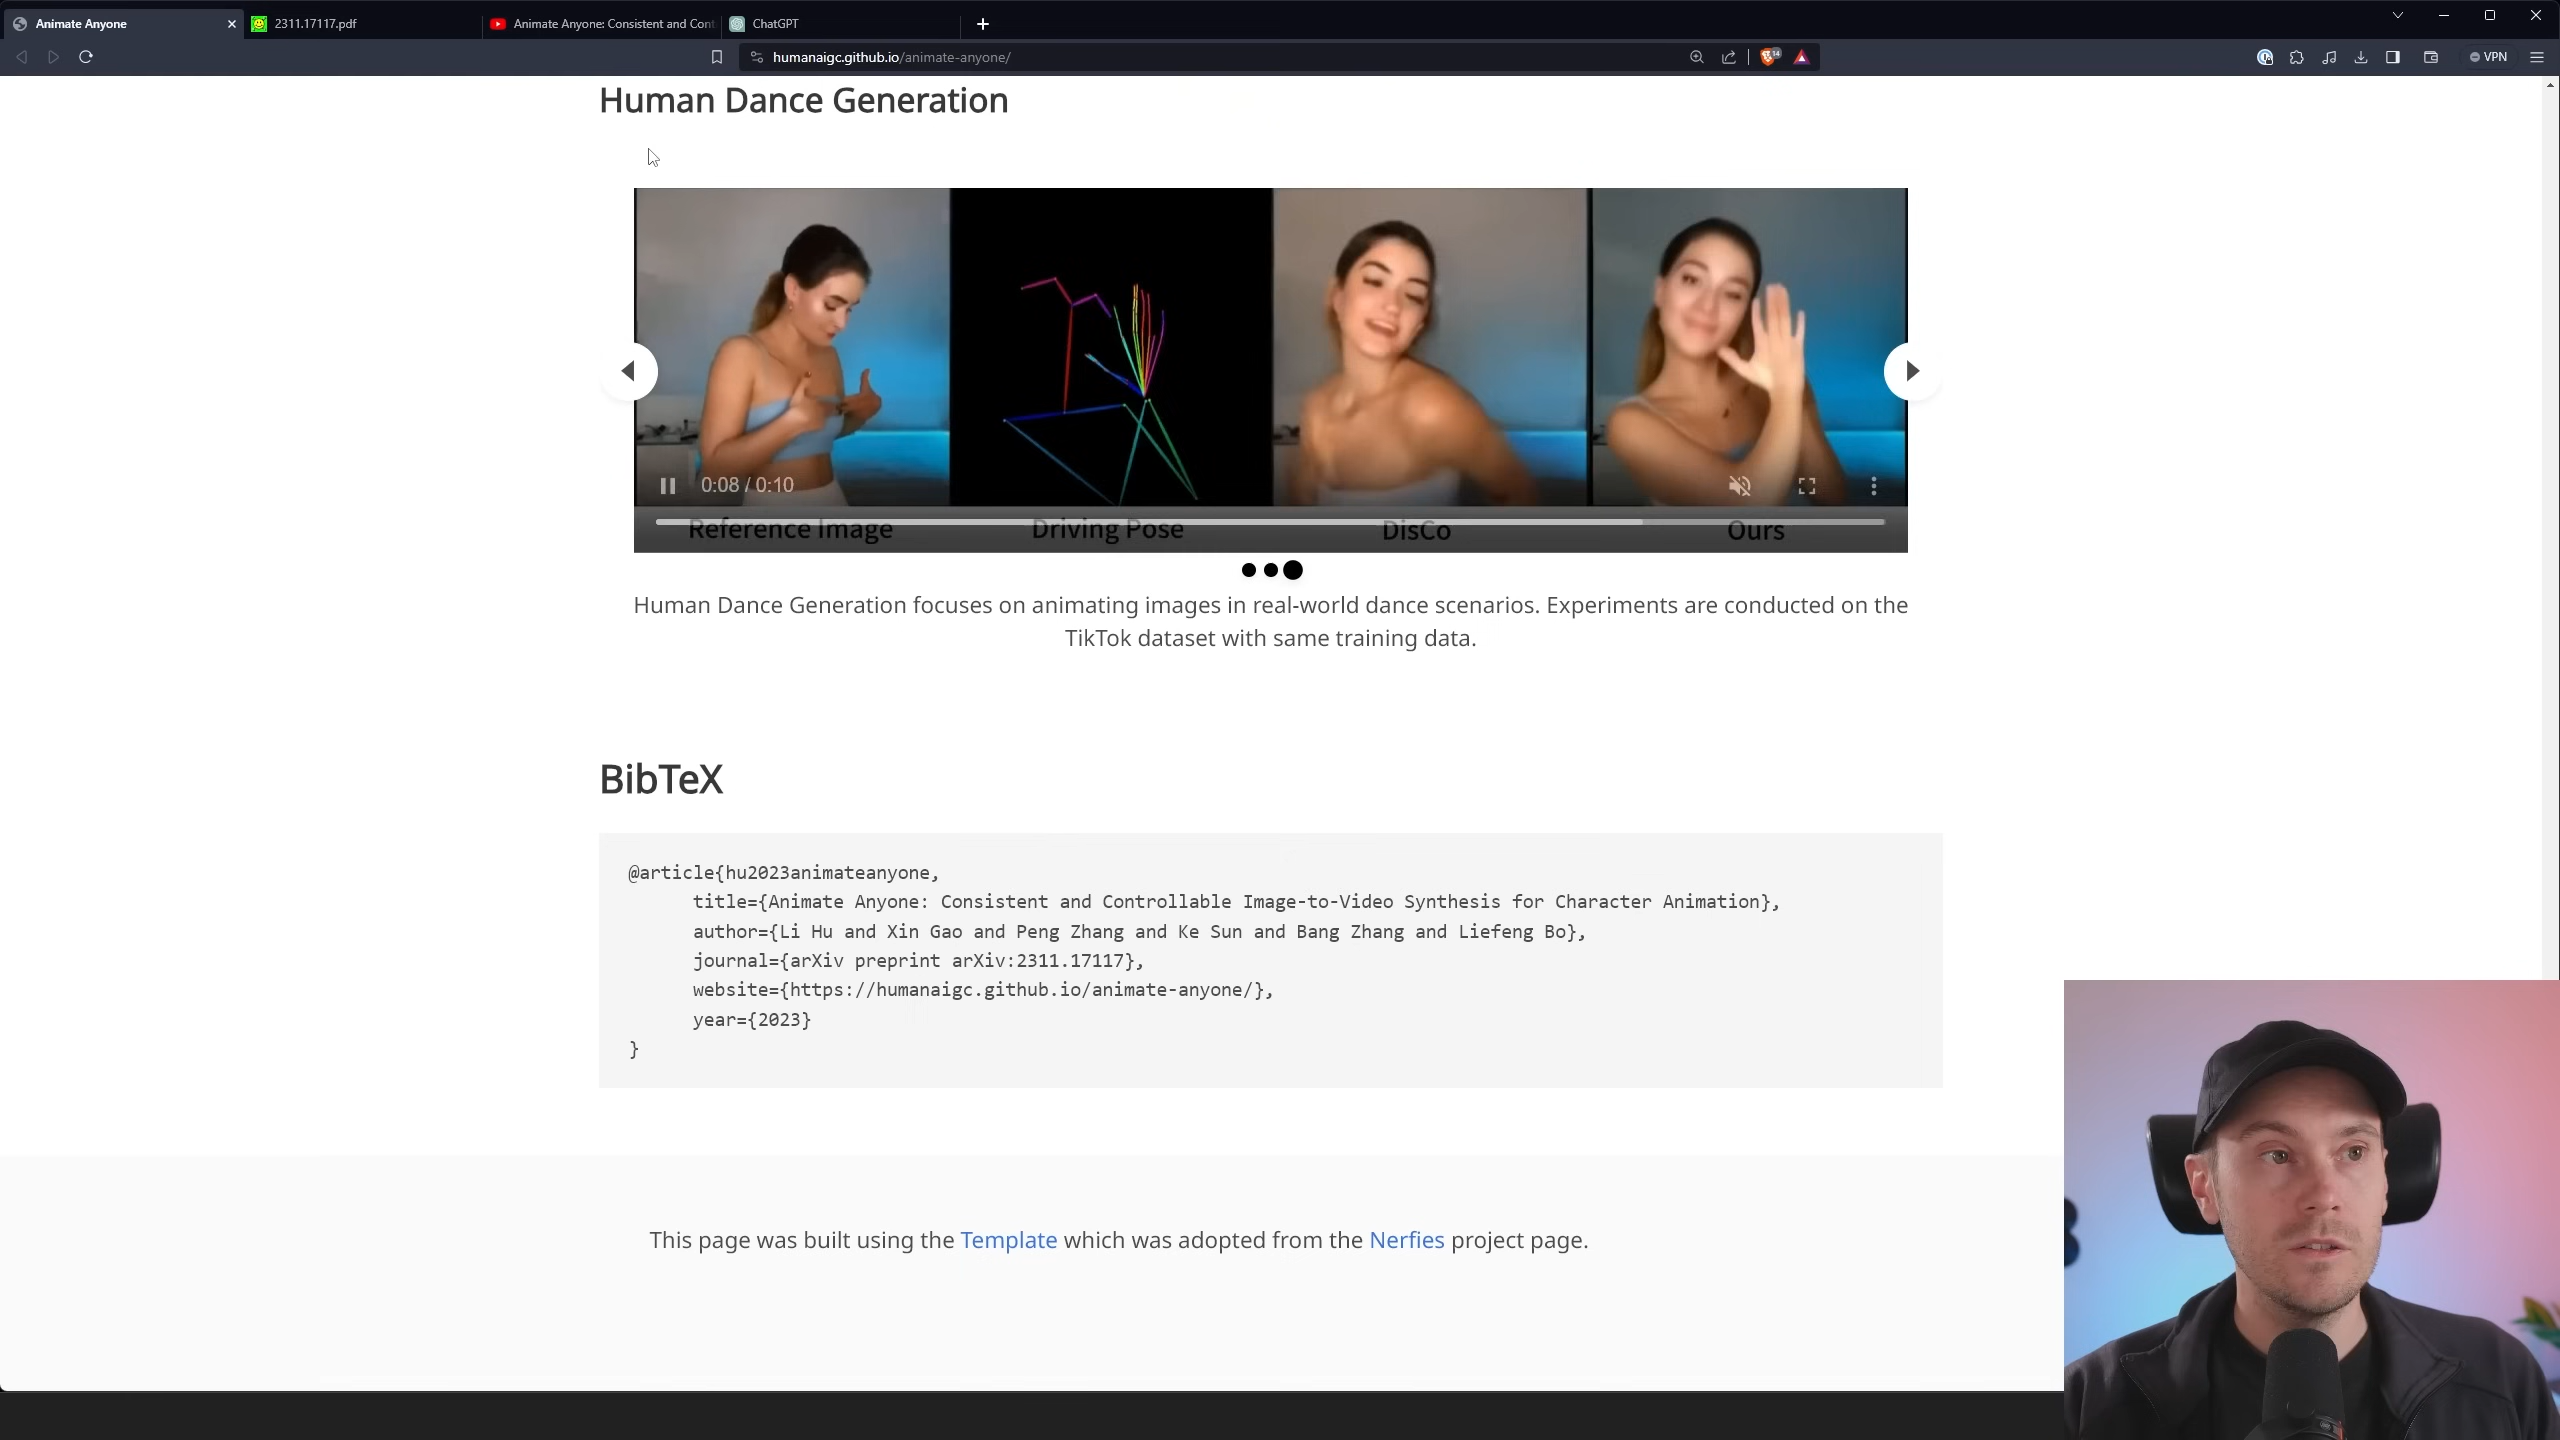 Animate Anyone
2311.17117.pdf
Animate Anyone: Consistent and Cont
ChatGPT
humanaigc.github.io/animate-anyone/
14
VPN
Human Dance Generation
0:08 / 0:10
Reference Image
Driving Pose
DisCo
Ours
Human Dance Generation focuses on animating images in real-world dance scenarios. Experiments are conducted on the
TikTok dataset with same training data.
BibTeX
@article{hu2023animateanyone,
title={Animate Anyone: Consistent and Controllable Image-to-Video Synthesis for Character Animation},
author={Li Hu and Xin Gao and Peng Zhang and Ke Sun and Bang Zhang and Liefeng Bo},
journal={arXiv preprint arXiv:2311.17117},
website={https://humanaigc.github.io/animate-anyone/},
year={2023}
}
This page was built using the Template which was adopted from the Nerfies project page.